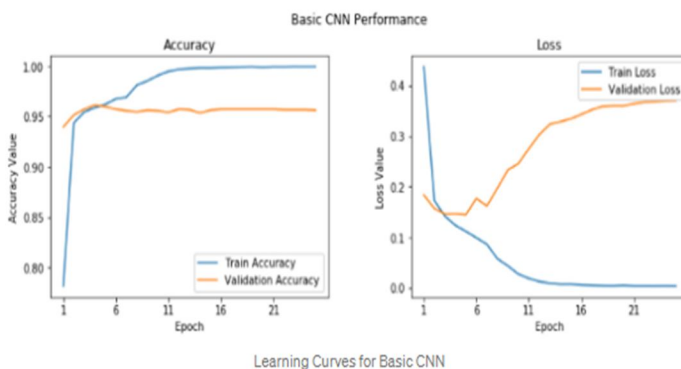 Basic CNN Performance
Accuracy
1.00
0.95
0.90
0.85
0.80
Accuracy Value
Train Accuracy
Validation Accuracy
1 6 11 16 21
Epoch
Loss
0.4
0.3
0.2
0.1
0.0
Loss Value
Train Loss
Validation Loss
1 6 11 16 21
Epoch
Learning Curves for Basic CNN